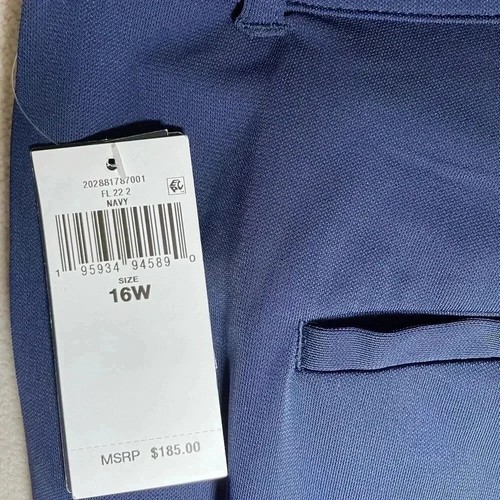 202881787001
FL 22 2
NAVY
1 95934 94589 0
SIZE
16W
MSRP $185.00